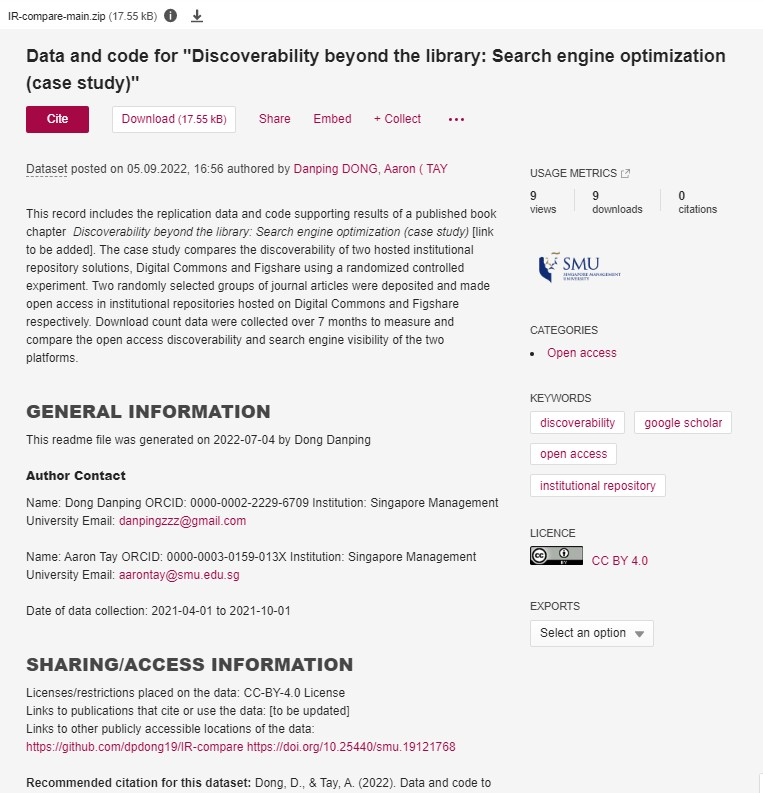 IR-compare-main.zip (17.55 kB)
Data and code for "Discoverability beyond the library: Search engine optimization
(case study)"
Cite
Download (17.55 kB)
Share
Embed
+ Collect
Dataset posted on 05.09.2022, 16:56 authored by Danping DONG, Aaron ( TAY
This record includes the replication data and code supporting results of a published book
chapter Discoverability beyond the library: Search engine optimization (case study) [link
to be added]. The case study compares the discoverability of two hosted institutional
repository solutions, Digital Commons and Figshare using a randomized controlled
experiment. Two randomly selected groups of journal articles were deposited and made
open access in institutional repositories hosted on Digital Commons and Figshare
respectively. Download count data were collected over 7 months to measure and
compare the open access discoverability and search engine visibility of the two
platforms.
GENERAL INFORMATION
This readme file was generated on 2022-07-04 by Dong Danping
Author Contact
Name: Dong Danping ORCID: 0000-0002-2229-6709 Institution: Singapore Management
University Email: danpingzzz@gmail.com
Name: Aaron Tay ORCID: 0000-0003-0159-013X Institution: Singapore Management
University Email: aarontay@smu.edu.sg
Date of data collection: 2021-04-01 to 2021-10-01
SHARING/ACCESS INFORMATION
Licenses/restrictions placed on the data: CC-BY-4.0 License
Links to publications that cite or use the data: [to be updated]
Links to other publicly accessible locations of the data:
https://github.com/dpdong19/IR-compare https://doi.org/10.25440/smu.19121768
Recommended citation for this dataset: Dong, D., & Tay, A. (2022). Data and code to
USAGE METRICS
9
views
9
downloads
0
citations
SMU
SINGAPORE MANAGEMENT
UNIVERSITY
CATEGORIES
Open access
KEYWORDS
discoverability
google scholar
open access
institutional repository
LICENCE
cc
BY
CC BY 4.0
EXPORTS
Select an option